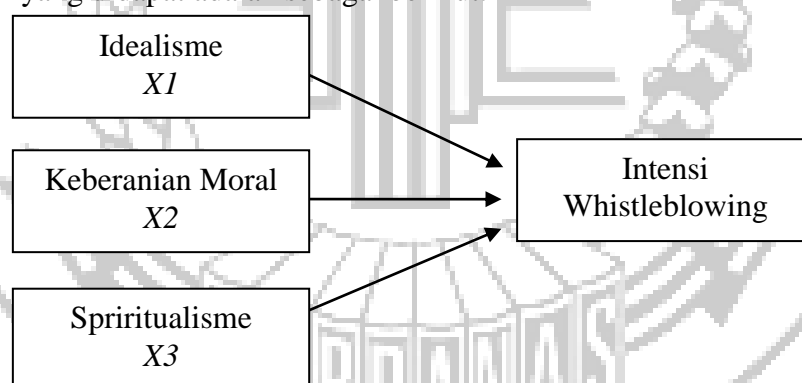 Idealisme
X1
Keberanian Moral
X2
Spriritualisme
X3
Intensi
Whistleblowing